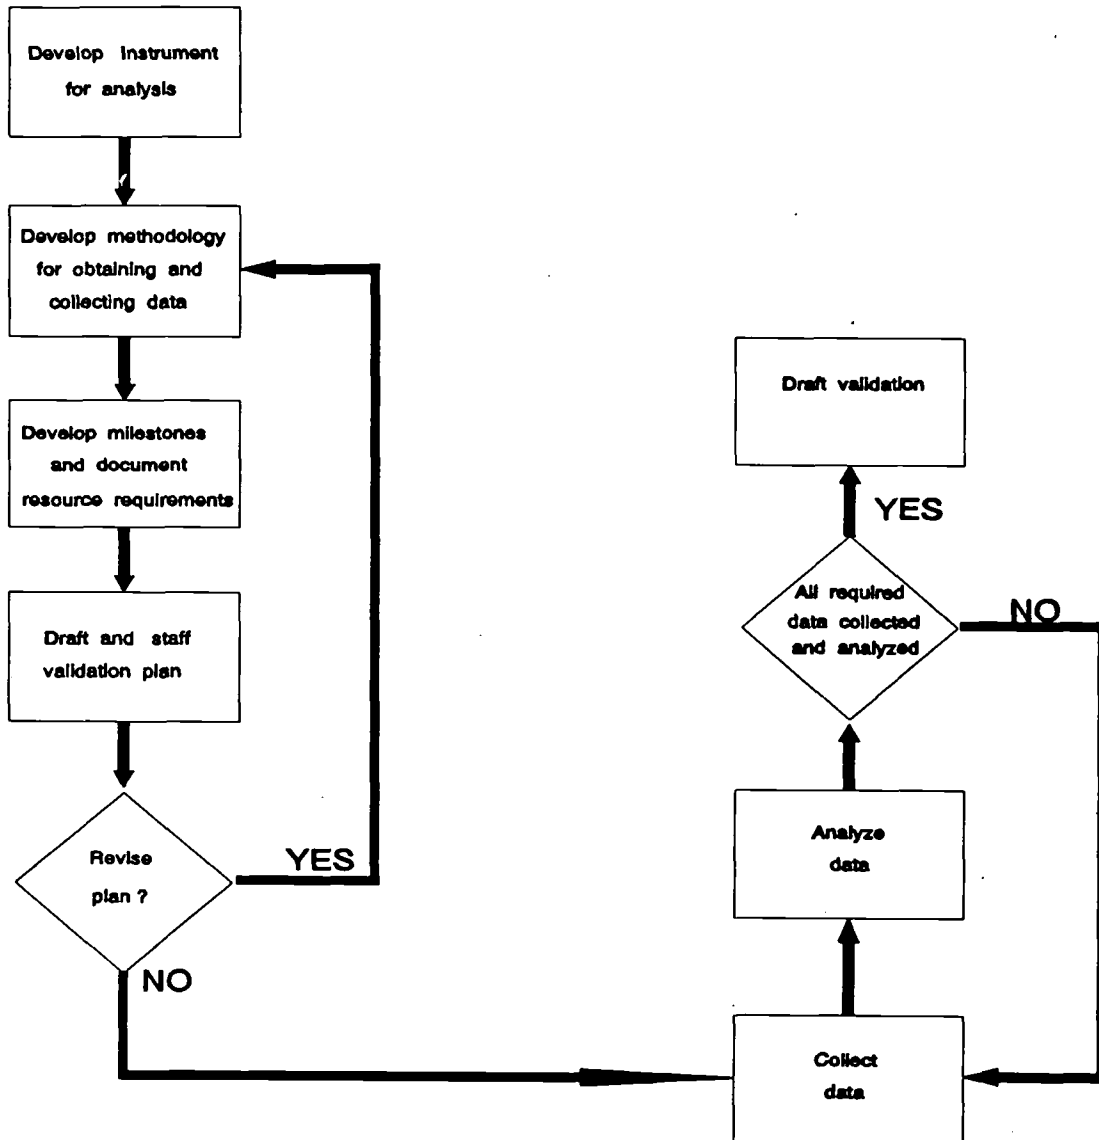 Develop Instrument
for analysis
Develop methodology
for obtaining and
collecting data
Develop milestones
and document
resource requirements
Draft and staff
validation plan
Revise
plan ?
YES
NO
Draft validation
YES
All required
data collected
and analyzed
NO
Analyze
data
Collect
data